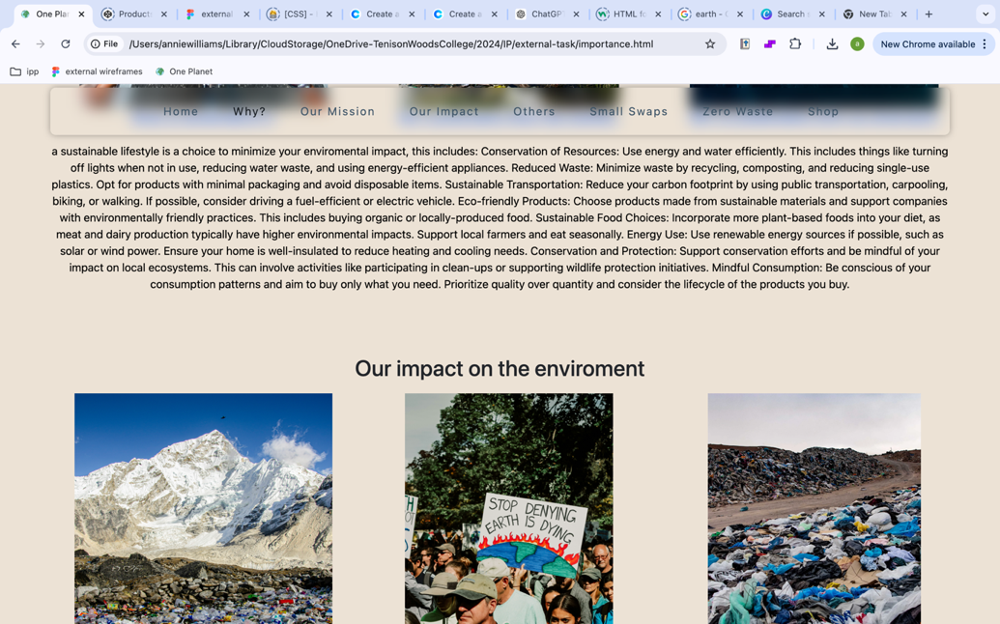 One Plan
Product
external
[CSS] -
Create a
Create a
ChatGP
HTML fo
earth - G
Search
New Tab
File
/Users/anniewilliams/Library/CloudStorage/OneDrive-TenisonWoodsCollege/2024/IP/external-task/importance.html
a
New Chrome available
ipp
external wireframes
One Planet
Home Why? Our Mission Our Impact Others Small Swaps Zero Waste Shop
a sustainable lifestyle is a choice to minimize your enviromental impact, this includes: Conservation of Resources: Use energy and water efficiently. This includes things like turning
off lights when not in use, reducing water waste, and using energy-efficient appliances. Reduced Waste: Minimize waste by recycling, composting, and reducing single-use
plastics. Opt for products with minimal packaging and avoid disposable items. Sustainable Transportation: Reduce your carbon footprint by using public transportation, carpooling,
biking, or walking. If possible, consider driving a fuel-efficient or electric vehicle. Eco-friendly Products: Choose products made from sustainable materials and support companies
with environmentally friendly practices. This includes buying organic or locally-produced food. Sustainable Food Choices: Incorporate more plant-based foods into your diet, as
meat and dairy production typically have higher environmental impacts. Support local farmers and eat seasonally. Energy Use: Use renewable energy sources if possible, such as
solar or wind power. Ensure your home is well-insulated to reduce heating and cooling needs. Conservation and Protection: Support conservation efforts and be mindful of your
impact on local ecosystems. This can involve activities like participating in clean-ups or supporting wildlife protection initiatives. Mindful Consumption: Be conscious of your
consumption patterns and aim to buy only what you need. Prioritize quality over quantity and consider the lifecycle of the products you buy.
Our impact on the enviroment
STOP DENYING
EARTH IS DYING